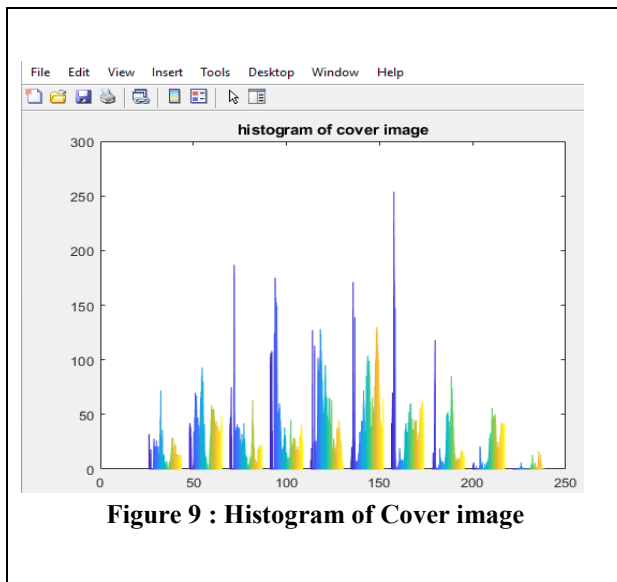 File Edit View Insert Tools Desktop Window Help
histogram of cover image
300
250
200
150
100
50
0
0 50 100 150 200 250
Figure 9 : Histogram of Cover image